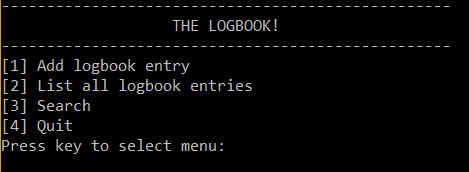 --------------------------------------------------
THE LOGBOOK!
--------------------------------------------------
[1] Add logbook entry
[2] List all logbook entries
[3] Search
[4] Quit
Press key to select menu: